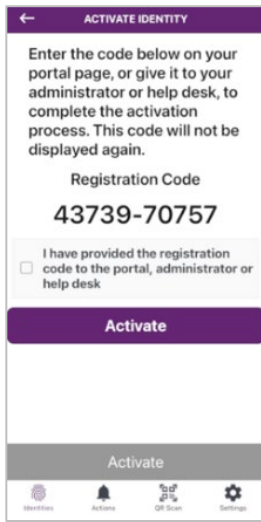 ACTIVATE IDENTITY
Enter the code below on your
portal page, or give it to your
administrator or help desk, to
complete the activation
process. This code will not be
displayed again.
Registration Code
43739-70757
I have provided the registration
code to the portal, administrator or
help desk
Activate
Activate
Identities Actions QR Scan Settings